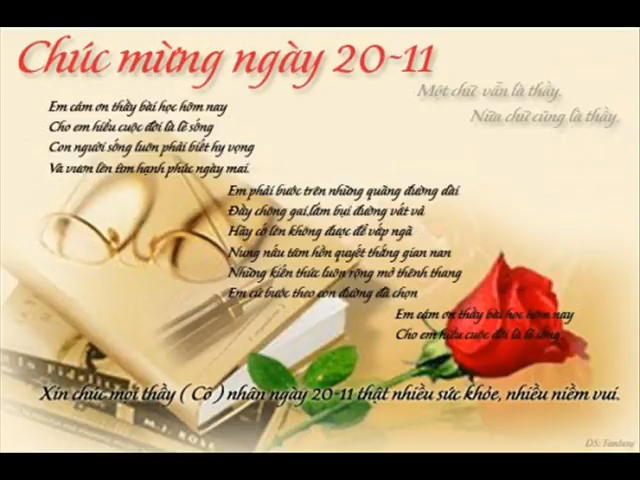 Chúc mừng ngày 20-11
Một chữ vẫn là thầy.
Nửa chữ cũng là thầy.
Em cám ơn thầy bài học hôm nay
Cho em hiểu cuộc đời là lẽ sống
Con người sống luôn phải biết hy vọng
Và vươn lên tìm hạnh phúc ngày mai.
Em phải bước trên những quãng đường dài
Đầy chông gai,lấm bụi đường vất vả
Hãy cố lên không được để vấp ngã
Nung nấu tâm hồn quyết thắng gian nan
Những kiến thức luôn rộng mở thênh thang
Em cứ bước theo con đường đã chọn
Em cám ơn thầy bài học hôm nay
Cho em hiểu cuộc đời là lẽ sống
Xin chúc mọi thầy ( Cô ) nhân ngày 20-11 thật nhiều sức khỏe, nhiều niềm vui.
M.J. ROSE
DS: Fantasy